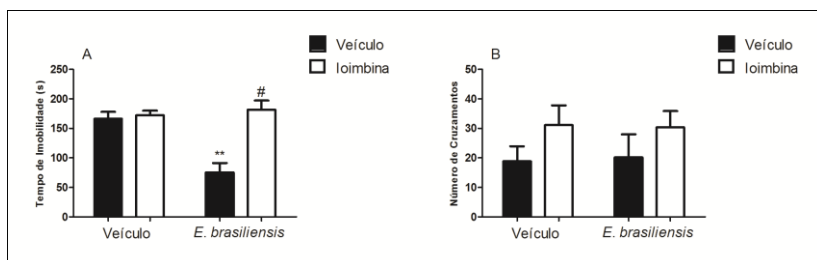 A
Veículo
Ioimbina
Tempo de Imobilidade (s)
250
200
150
100
50
0
**
#
Veículo
E. brasiliensis
B
Veículo
Ioimbina
Número de Cruzamentos
50
40
30
20
10
0
Veículo
E. brasiliensis